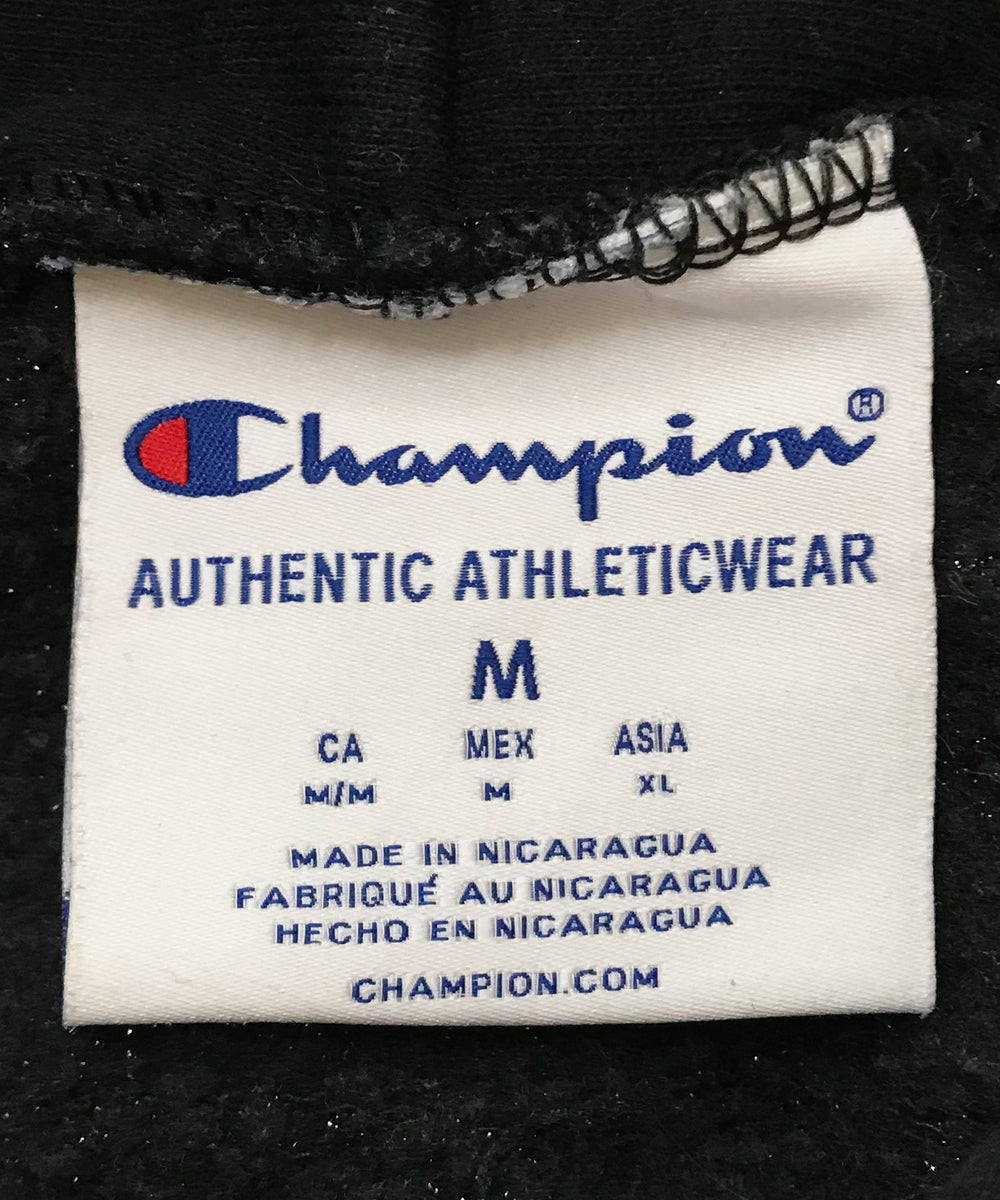 Champion®
AUTHENTIC ATHLETICWEAR
M
CA MEX ASIA
M/M M XL
MADE IN NICARAGUA
FABRIQUÉ AU NICARAGUA
HECHO EN NICARAGUA
CHAMPION.COM